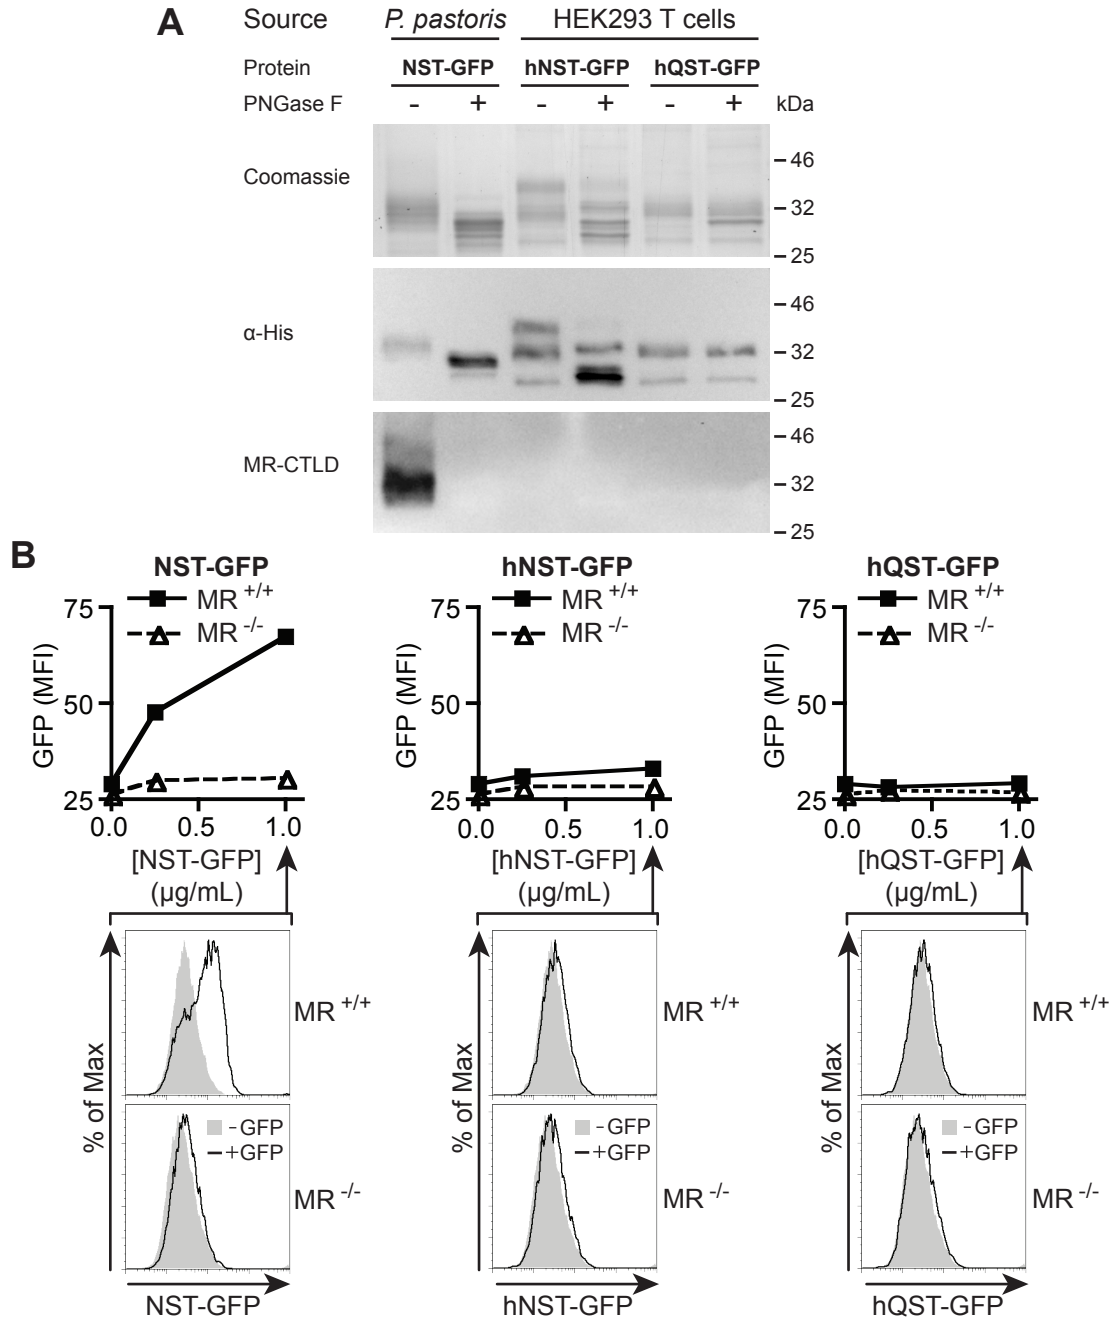 A
Source P. pastoris HEK293 T cells
Protein NST-GFP hNST-GFP hQST-GFP
PNGase F - + - + - + kDa
Coomassie
46
32
25
α-His
46
32
25
MR-CTLD
46
32
25
B
NST-GFP
MR +/+
MR -/-
75
50
25
GFP (MFI)
0.0 0.5 1.0
[NST-GFP]
(µg/mL)
hNST-GFP
MR +/+
MR -/-
75
50
25
GFP (MFI)
0.0 0.5 1.0
[hNST-GFP]
(µg/mL)
hQST-GFP
MR +/+
MR -/-
75
50
25
GFP (MFI)
0.0 0.5 1.0
[hQST-GFP]
(µg/mL)
% of Max
MR +/+
-GFP
+GFP
MR -/-
NST-GFP
% of Max
MR +/+
-GFP
+GFP
MR -/-
hNST-GFP
% of Max
MR +/+
-GFP
+GFP
MR -/-
hQST-GFP